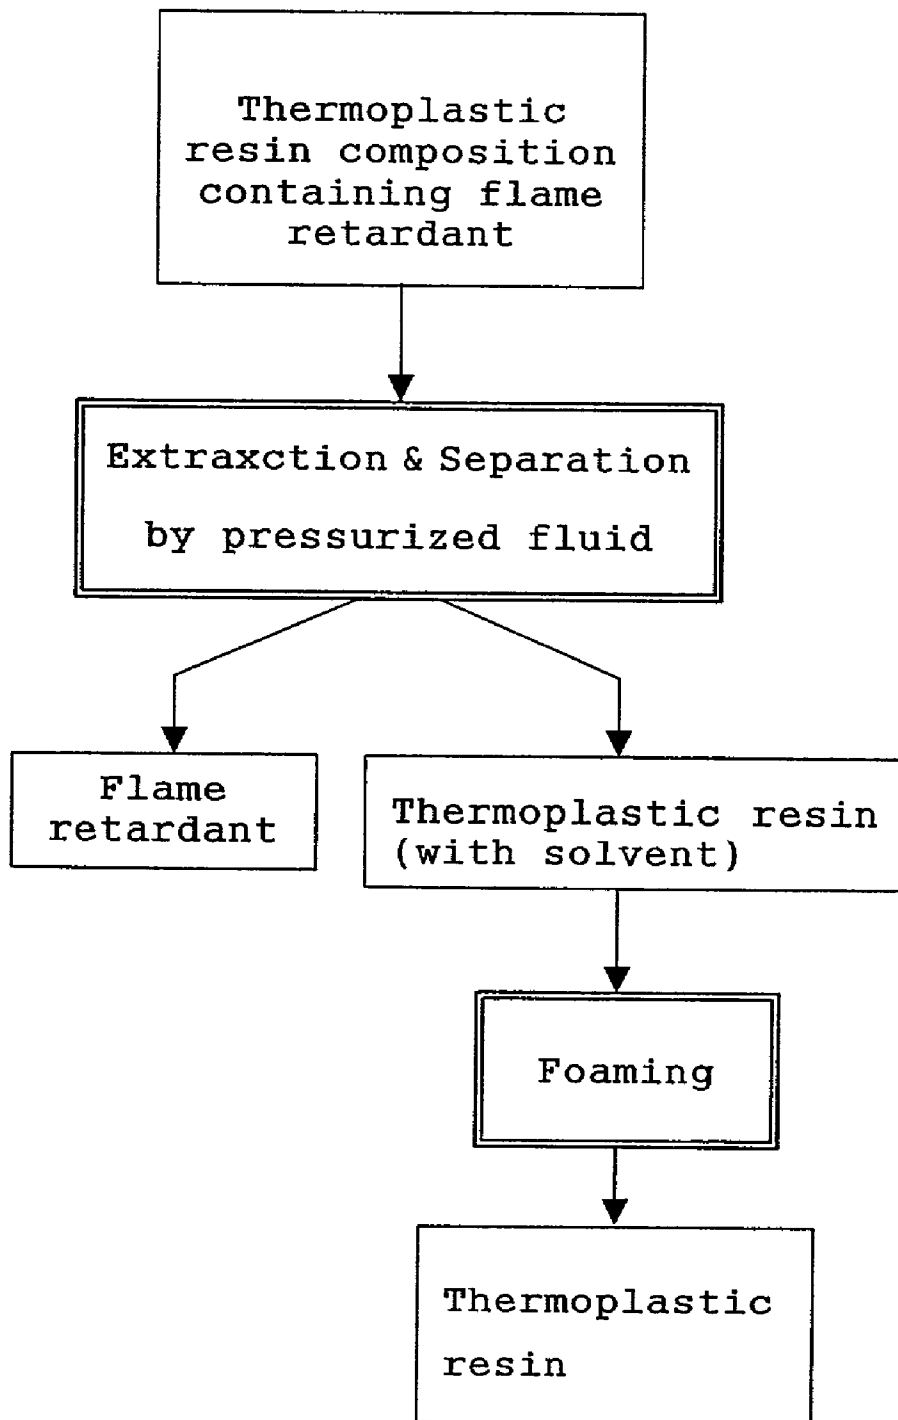 Thermoplastic
resin composition
containing flame
retardant
Extraxction & Separation
by pressurized fluid
Flame
retardant
Thermoplastic resin
(with solvent)
Foaming
Thermoplastic
resin